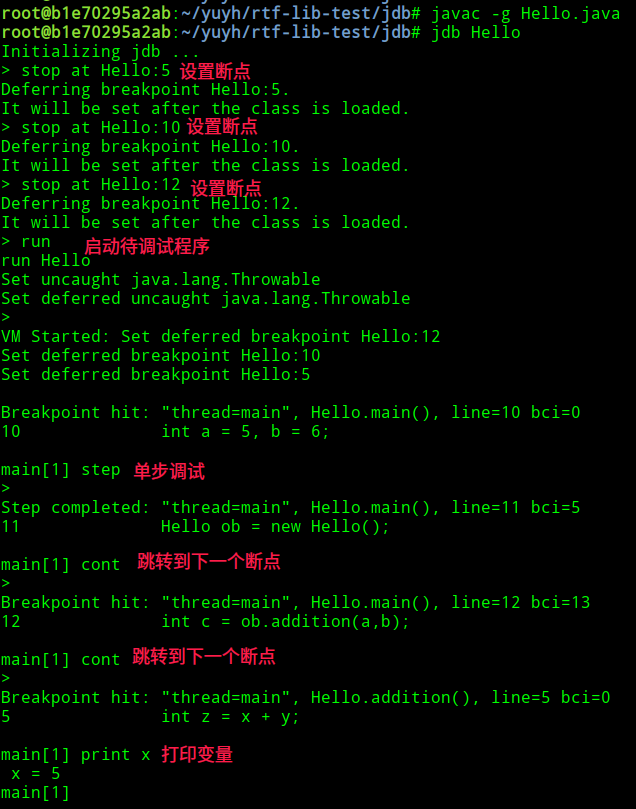 root@b1e70295a2ab:~/yuyh/rtf-lib-test/jdb# javac -g Hello.java
root@b1e70295a2ab:~/yuyh/rtf-lib-test/jdb# jdb Hello
Initializing jdb ...
> stop at Hello:5 设置断点
Deferring breakpoint Hello:5.
It will be set after the class is loaded.
> stop at Hello:10 设置断点
Deferring breakpoint Hello:10.
It will be set after the class is loaded.
> stop at Hello:12 设置断点
Deferring breakpoint Hello:12.
It will be set after the class is loaded.
> run 启动待调试程序
run Hello
Set uncaught java.lang.Throwable
Set deferred uncaught java.lang.Throwable
>
VM Started: Set deferred breakpoint Hello:12
Set deferred breakpoint Hello:10
Set deferred breakpoint Hello:5
Breakpoint hit: "thread=main", Hello.main(), line=10 bci=0
10 int a = 5, b = 6;
main[1] step 单步调试
>
Step completed: "thread=main", Hello.main(), line=11 bci=5
11 Hello ob = new Hello();
main[1] cont 跳转到下一个断点
>
Breakpoint hit: "thread=main", Hello.main(), line=12 bci=13
12 int c = ob.addition(a,b);
main[1] cont 跳转到下一个断点
>
Breakpoint hit: "thread=main", Hello.addition(), line=5 bci=0
5 int z = x + y;
main[1] print x 打印变量
x = 5
main[1]